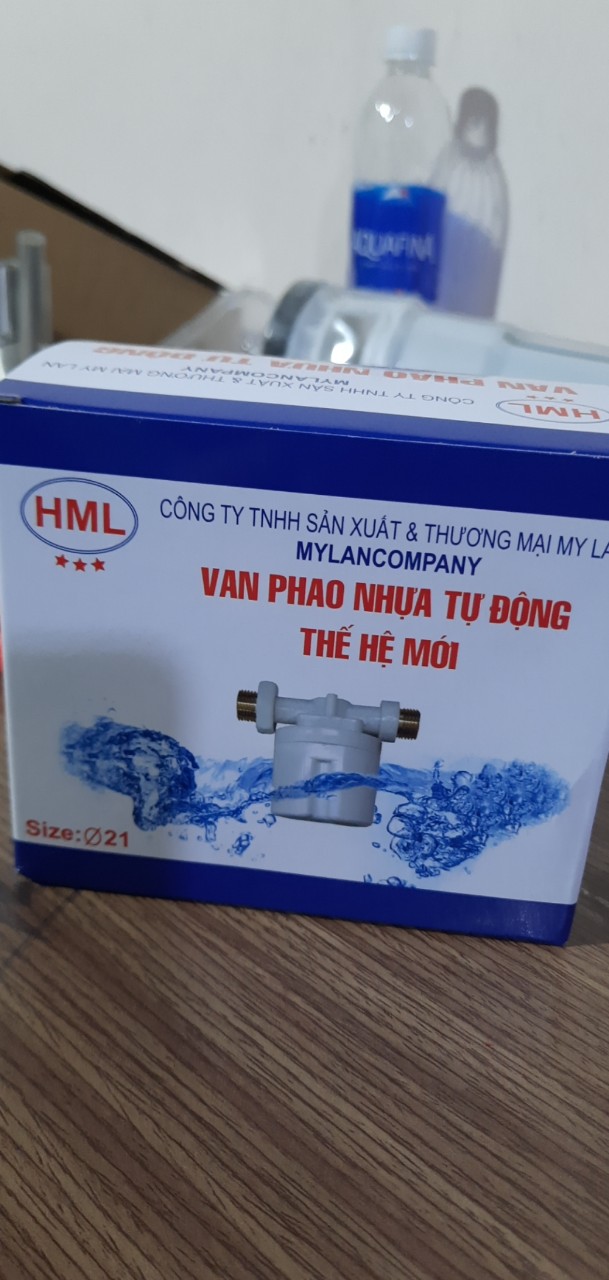 AQUAFINA
VAN PHAO NHỰA TỰ ĐỘNG
MYLANCOMPANY
CÔNG TY TNHH SẢN XUẤT & THƯƠNG MẠI MY LAN
HML
HML
CÔNG TY TNHH SẢN XUẤT & THƯƠNG MẠI MY LA
MYLANCOMPANY
VAN PHAO NHỰA TỰ ĐỘNG
THẾ HỆ MỚI
Size:Ø21